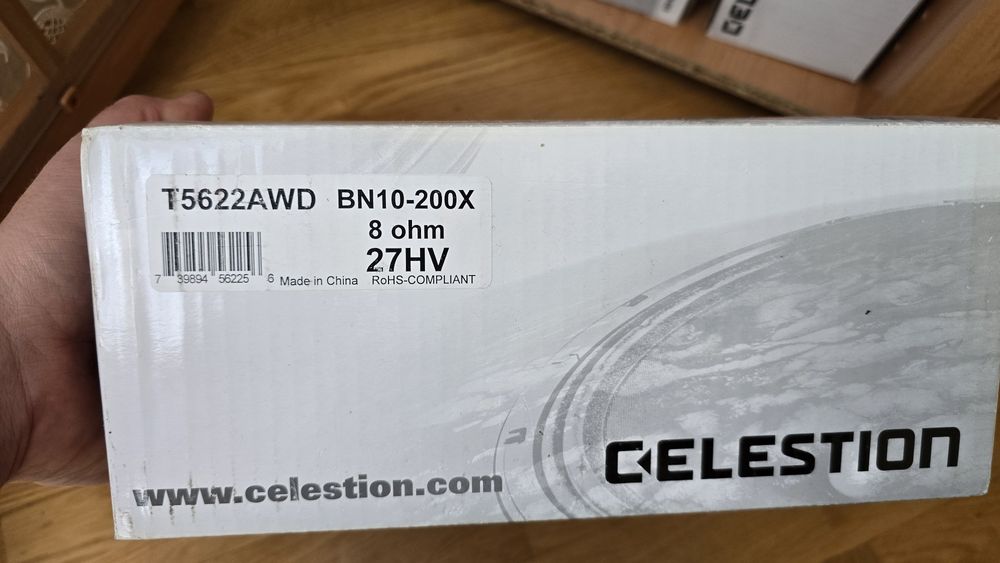 T5622AWD BN10-200X
8 ohm
27HV
7 39894 56225 6
Made in China RoHS-COMPLIANT
www.celestion.com
CELESTION